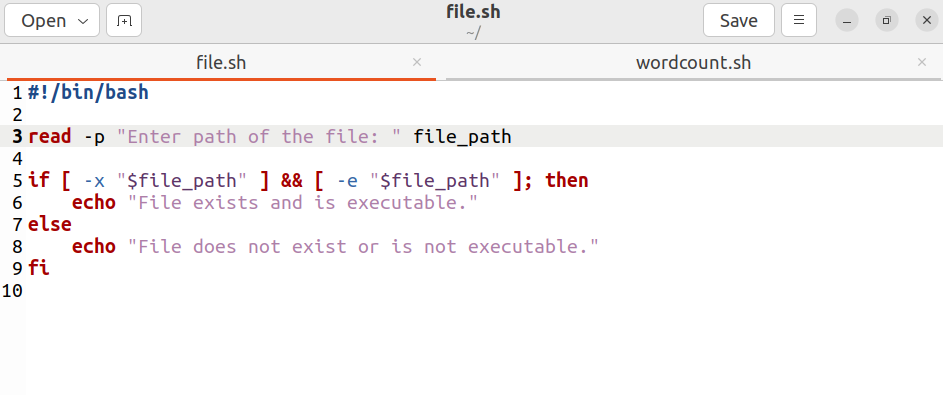 Open
file.sh
~/
Save
file.sh
wordcount.sh
1 #!/bin/bash
2
3 read -p "Enter path of the file: " file_path
4
5 if [ -x "$file_path" ] && [ -e "$file_path" ]; then
6     echo "File exists and is executable."
7 else
8     echo "File does not exist or is not executable."
9 fi
10